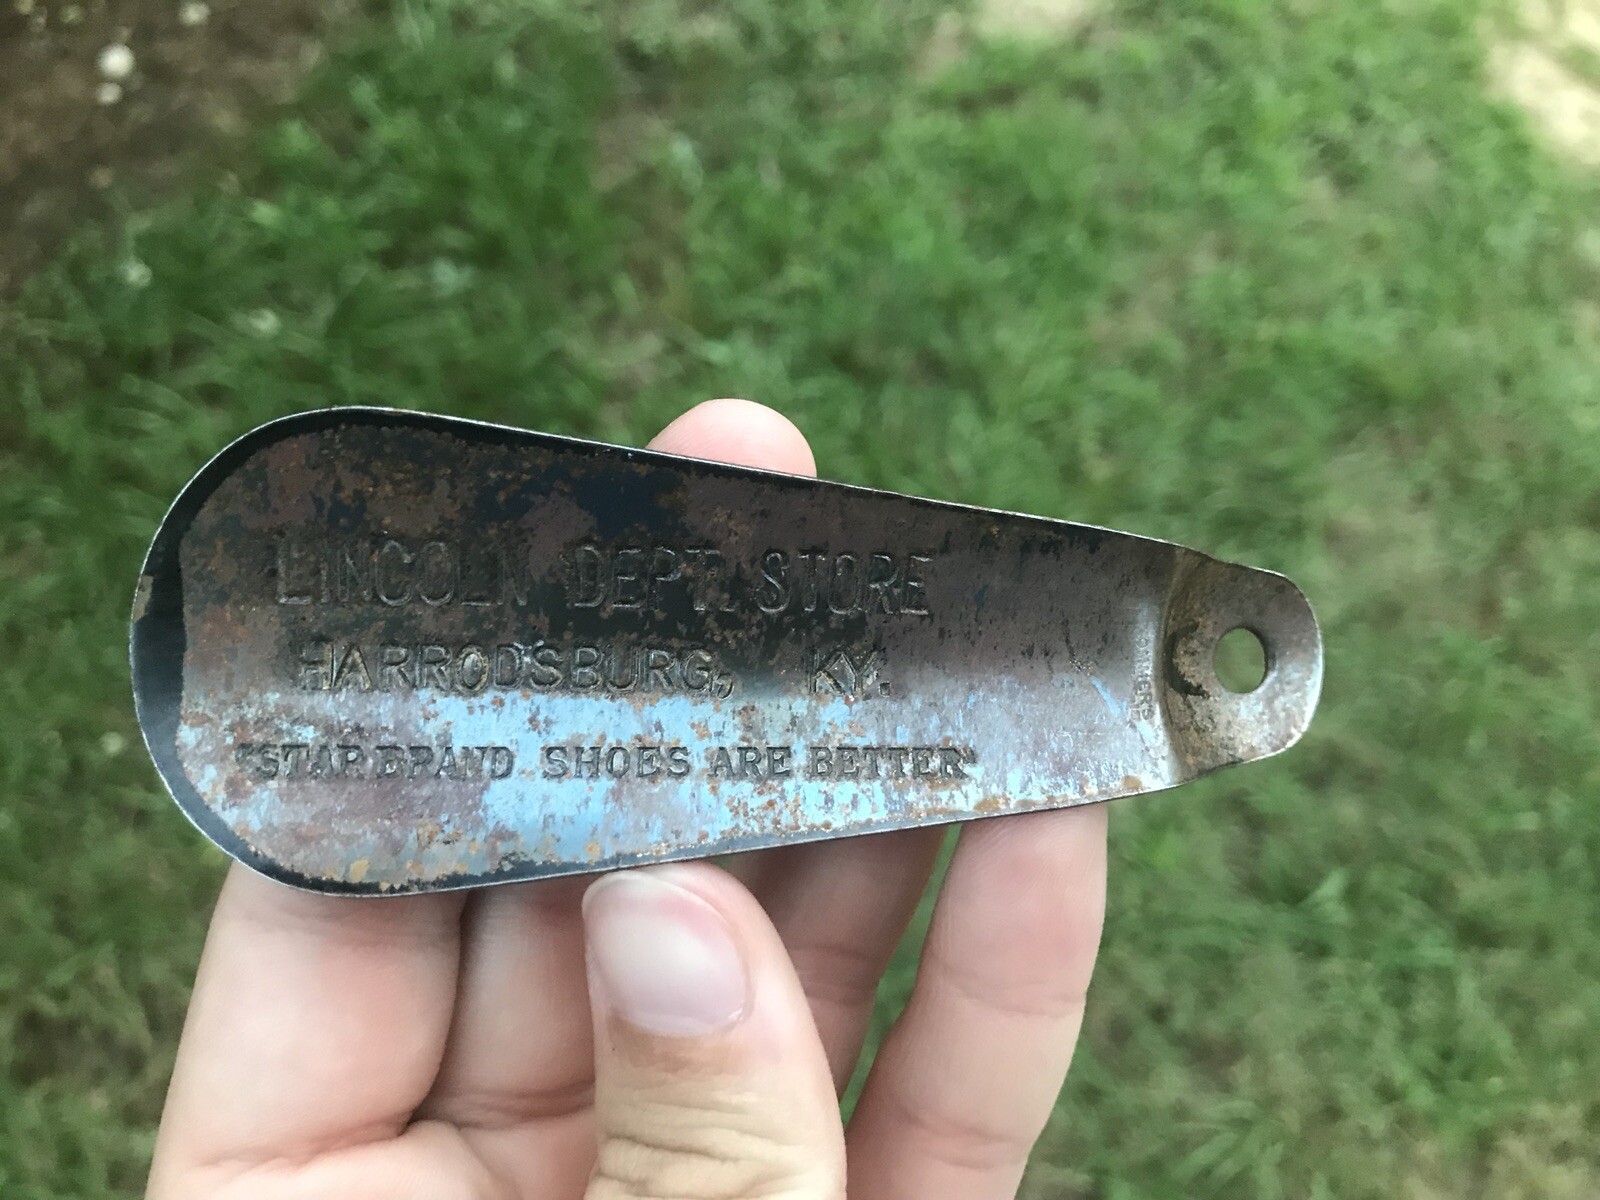 LINCOLN DEPT. STORE
HARRODSBURG, KY.
"STAR BRAND SHOES ARE BETTER"